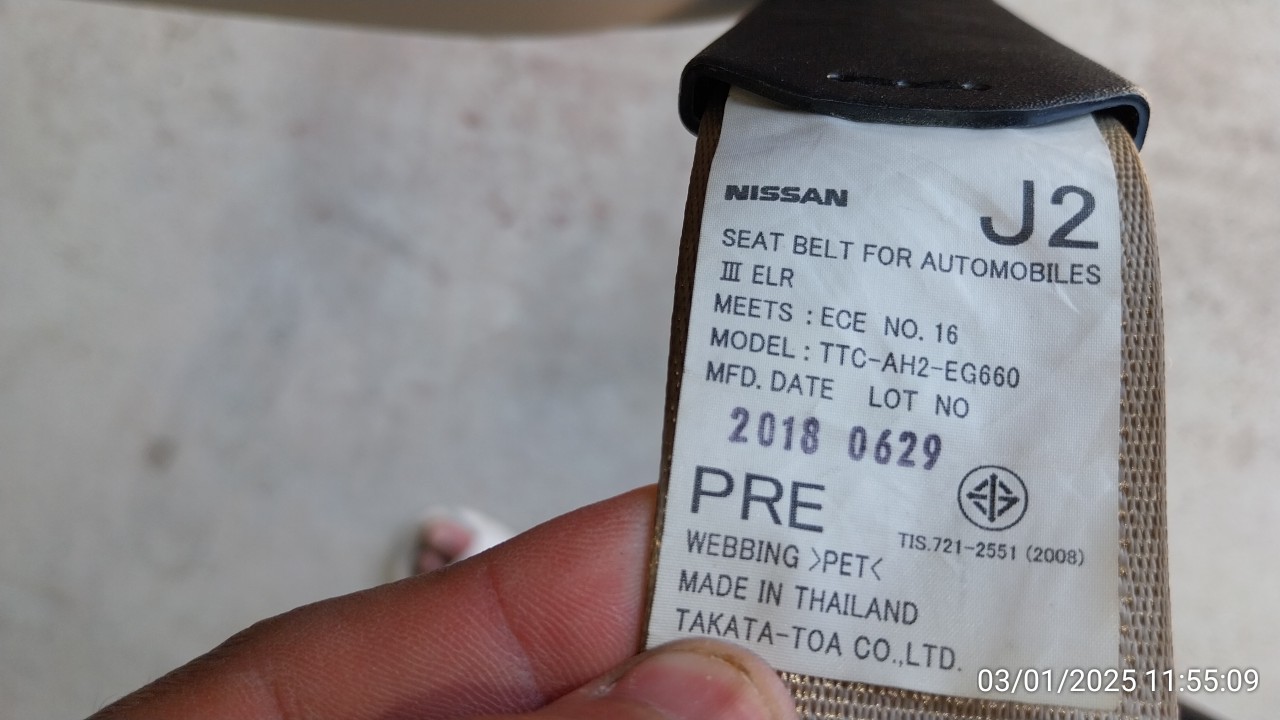 NISSAN J2
SEAT BELT FOR AUTOMOBILES
Ⅲ ELR
MEETS : ECE NO. 16
MODEL : TTC-AH2-EG660
MFD. DATE LOT NO
2018 0629
PRE
TIS.721-2551 (2008)
WEBBING >PET<
MADE IN THAILAND
TAKATA-TOA CO.,LTD.
03/01/2025 11:55:09